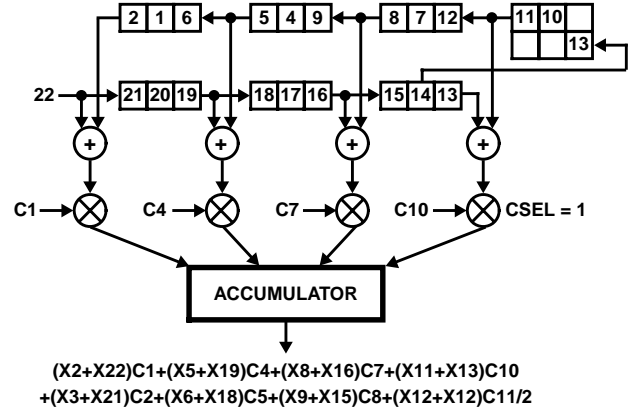 2 1 6 5 4 9 8 7 12 11 10
13
22 21 20 19 18 17 16 15 14 13
+ + + +
C1 C4 C7 C10 CSEL = 1
ACCUMULATOR
(X2+X22)C1+(X5+X19)C4+(X8+X16)C7+(X11+X13)C10
+(X3+X21)C2+(X6+X18)C5+(X9+X15)C8+(X12+X12)C11/2